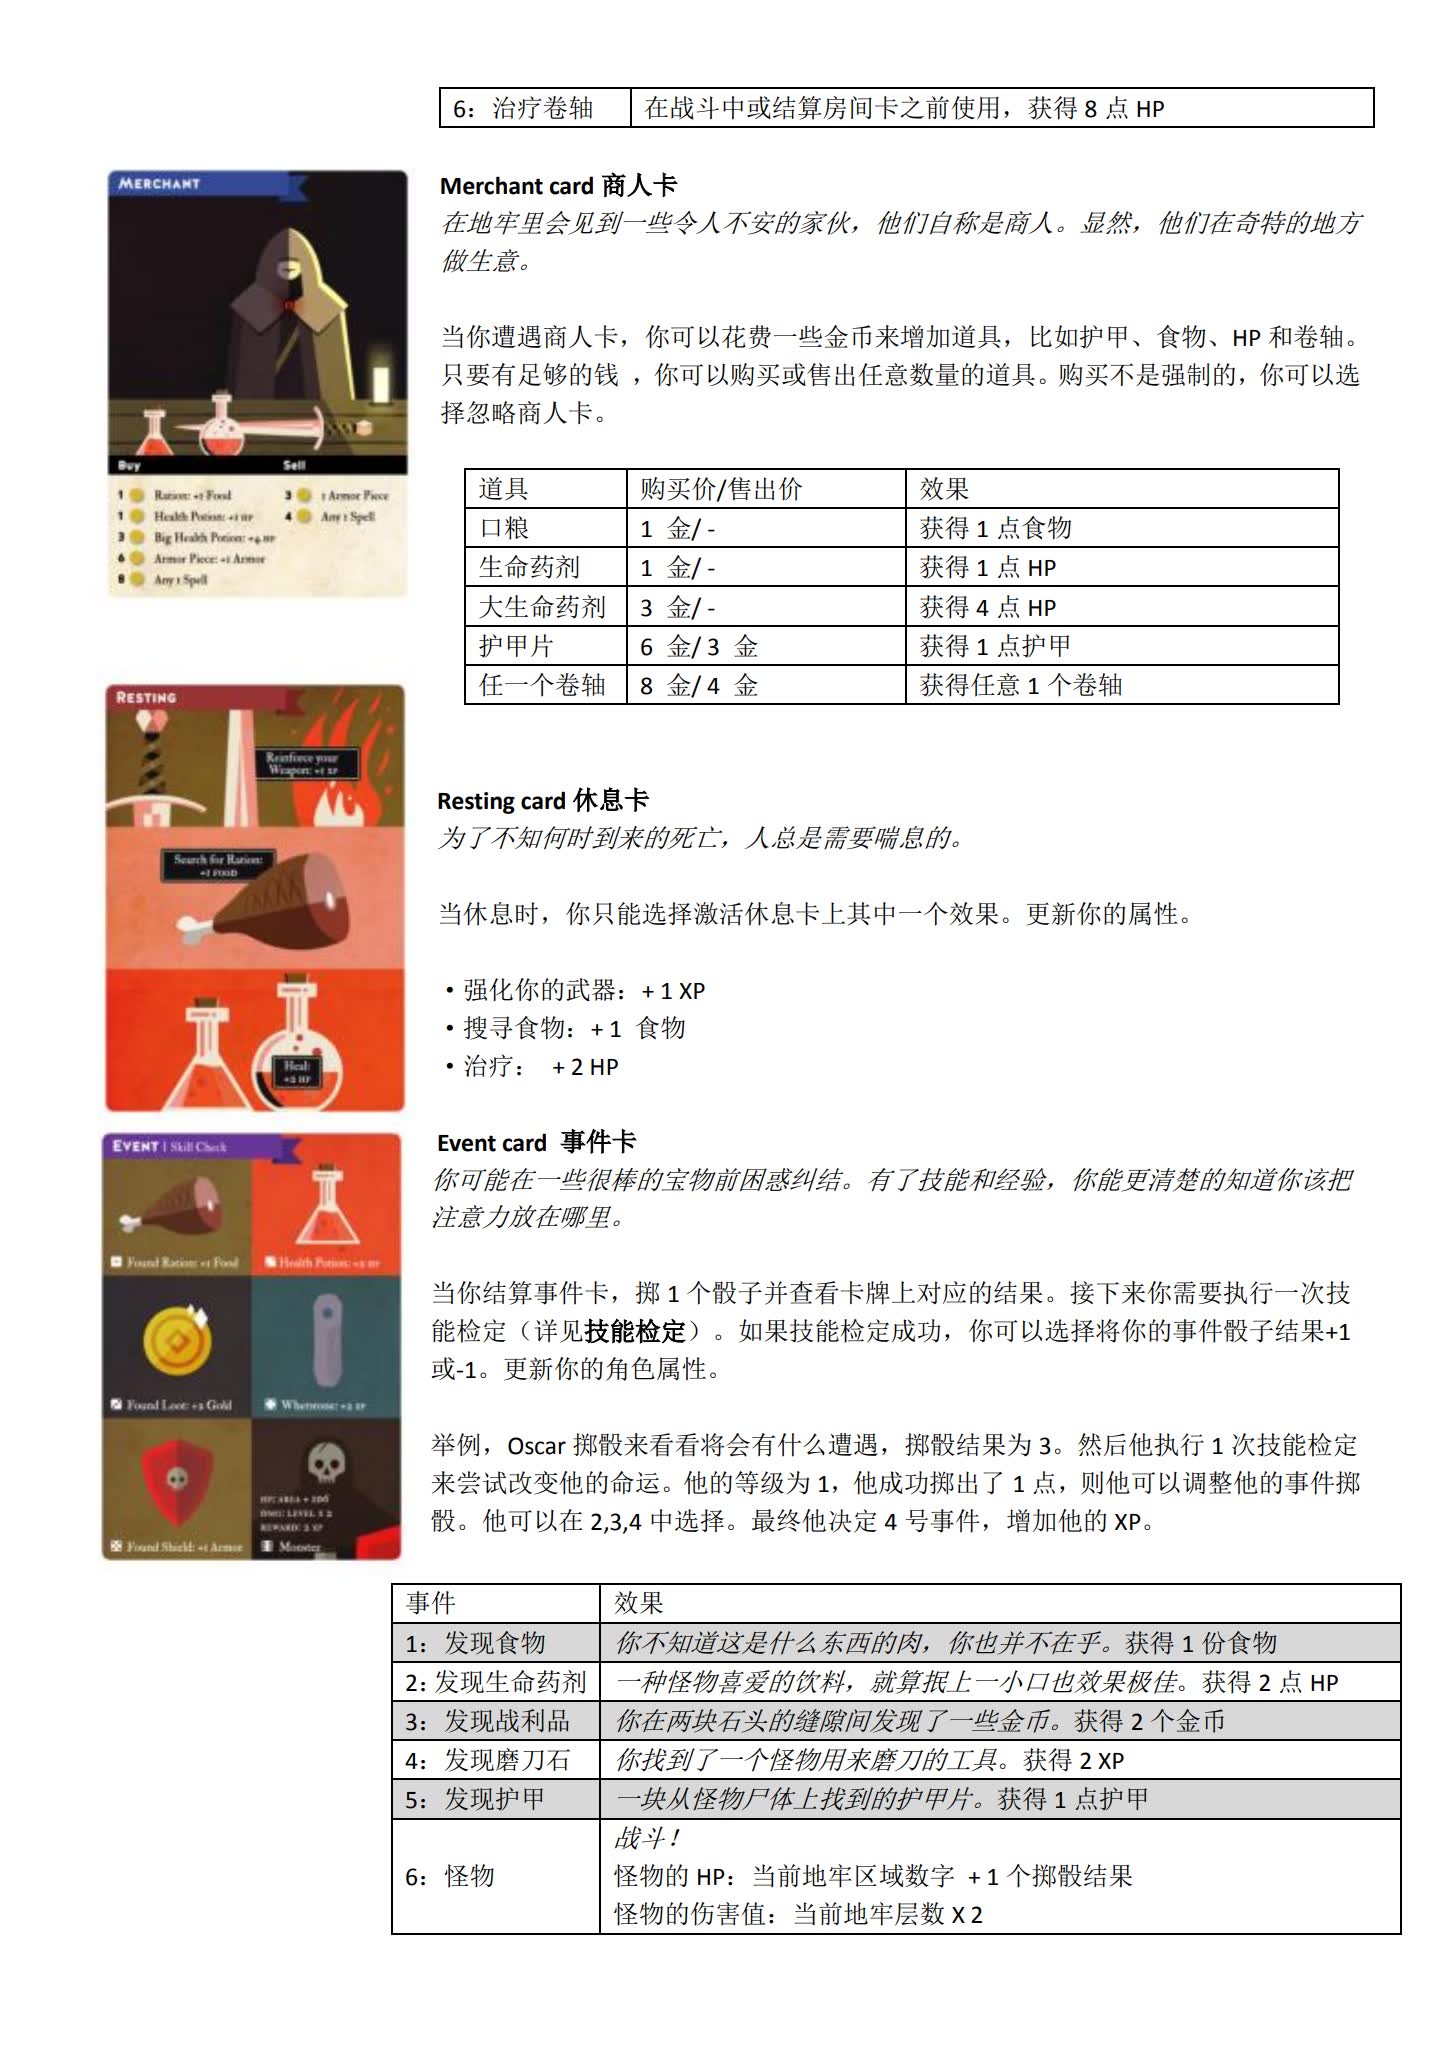 6：治疗卷轴 在战斗中或结算房间卡之前使用，获得 8 点 HP
MERCHANT
Buy Sell
1 Ration: +1 Food 3 1 Armor Piece
1 Health Potion: +1 HP 4 Any 1 Spell
3 Big Health Potion: +4 HP
6 Armor Piece: +1 Armor
8 Any 1 Spell
Merchant card 商人卡
在地牢里会见到一些令人不安的家伙，他们自称是商人。显然，他们在奇特的地方
做生意。
当你遭遇商人卡，你可以花费一些金币来增加道具，比如护甲、食物、HP 和卷轴。
只要有足够的钱 ，你可以购买或售出任意数量的道具。购买不是强制的，你可以选
择忽略商人卡。
道具 购买价/售出价 效果
口粮 1 金/ - 获得 1 点食物
生命药剂 1 金/ - 获得 1 点 HP
大生命药剂 3 金/ - 获得 4 点 HP
护甲片 6 金/ 3 金 获得 1 点护甲
任一个卷轴 8 金/ 4 金 获得任意 1 个卷轴
RESTING
Reinforce your
Weapon: +1 XP
Search for Ration:
+1 FOOD
Heal:
+2 HP
Resting card 休息卡
为了不知何时到来的死亡，人总是需要喘息的。
当休息时，你只能选择激活休息卡上其中一个效果。更新你的属性。
• 强化你的武器：+ 1 XP
• 搜寻食物：+ 1 食物
• 治疗： + 2 HP
EVENT | Skill Check
Found Ration: +1 Food Health Potion: +2 HP
Found Loot: +2 Gold Whetstone: +2 XP
HP: AREA + 1D6
DMG: LEVEL X 2
REWARD: 2 XP
Found Shield: +1 Armor Monster
Event card 事件卡
你可能在一些很棒的宝物前困惑纠结。有了技能和经验，你能更清楚的知道你该把
注意力放在哪里。
当你结算事件卡，掷 1 个骰子并查看卡牌上对应的结果。接下来你需要执行一次技
能检定（详见技能检定）。如果技能检定成功，你可以选择将你的事件骰子结果+1
或-1。更新你的角色属性。
举例，Oscar 掷骰来看看将会有什么遭遇，掷骰结果为 3。然后他执行 1 次技能检定
来尝试改变他的命运。他的等级为 1，他成功掷出了 1 点，则他可以调整他的事件掷
骰。他可以在 2,3,4 中选择。最终他决定 4 号事件，增加他的 XP。
事件 效果
1：发现食物 你不知道这是什么东西的肉，你也并不在乎。获得 1 份食物
2：发现生命药剂 一种怪物喜爱的饮料，就算抿上一小口也效果极佳。获得 2 点 HP
3：发现战利品 你在两块石头的缝隙间发现了一些金币。获得 2 个金币
4：发现磨刀石 你找到了一个怪物用来磨刀的工具。获得 2 XP
5：发现护甲 一块从怪物尸体上找到的护甲片。获得 1 点护甲
6：怪物 战斗！
怪物的 HP：当前地牢区域数字 + 1 个掷骰结果
怪物的伤害值：当前地牢层数 X 2